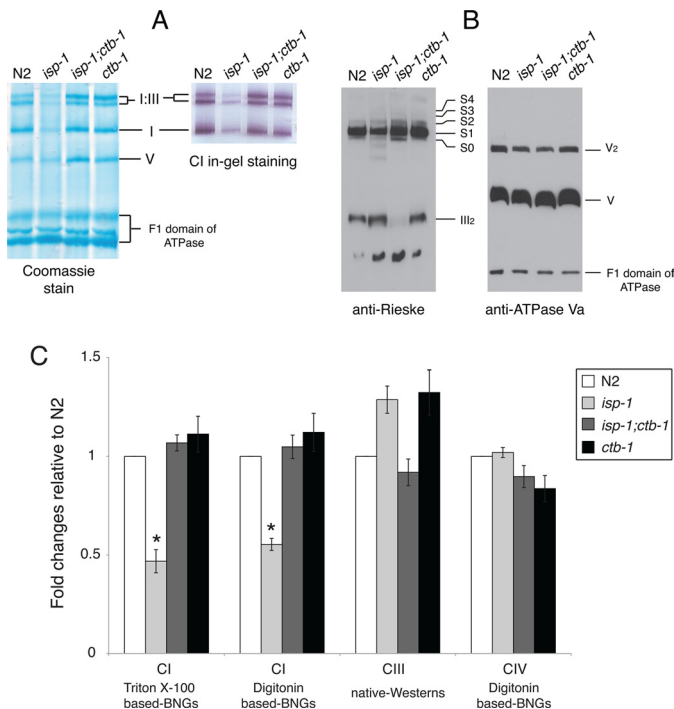 A
B
N2
isp-1
isp-1;ctb-1
ctb-1
N2
isp-1
isp-1;ctb-1
ctb-1
N2
isp-1
isp-1;ctb-1
ctb-1
N2
isp-1
isp-1;ctb-1
ctb-1
I:III
I
V
F1 domain of
ATPase
Coomassie
stain
CI in-gel staining
S4
S3
S2
S1
S0
III2
anti-Rieske
V2
V
F1 domain of
ATPase
anti-ATPase Va
C
Fold changes relative to N2
1.5
1
0.5
0
*
*
N2
isp-1
isp-1;ctb-1
ctb-1
CI
Triton X-100
based-BNGs
CI
Digitonin
based-BNGs
CIII
native-Westerns
CIV
Digitonin
based-BNGs